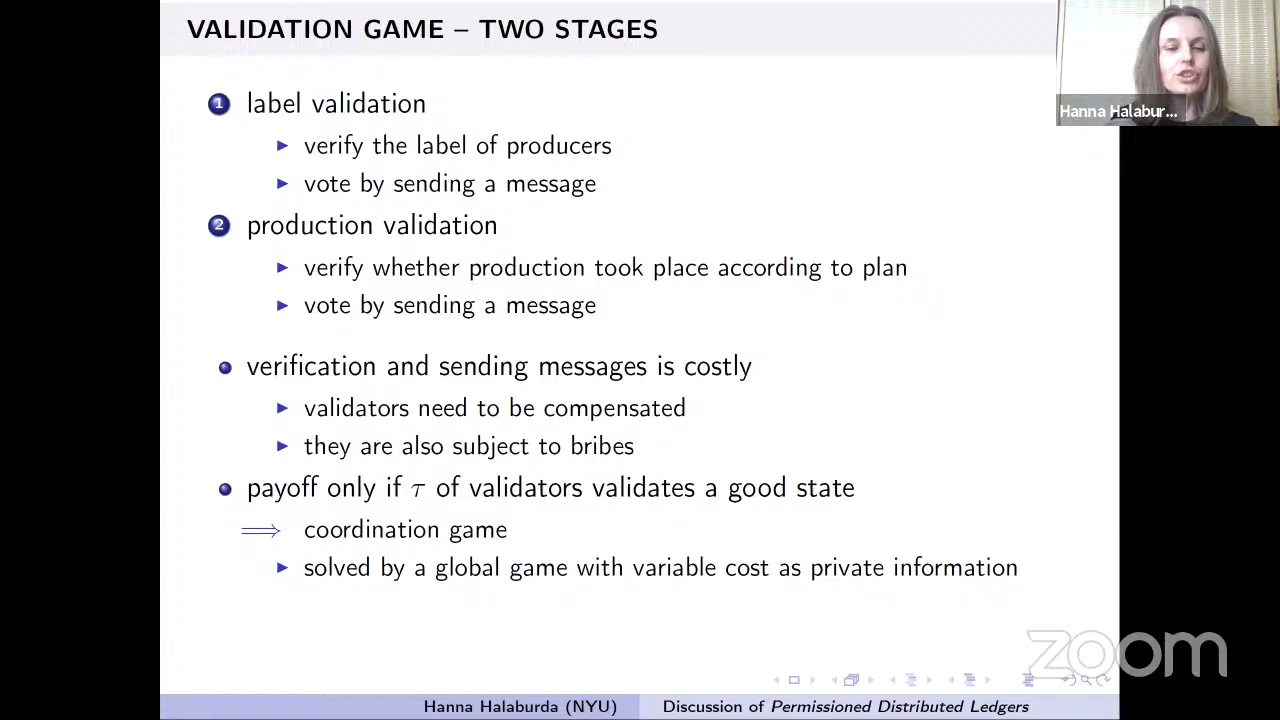 VALIDATION GAME – TWO STAGES
Hanna Halabur...
1 label validation
verify the label of producers
vote by sending a message
2 production validation
verify whether production took place according to plan
vote by sending a message
verification and sending messages is costly
validators need to be compensated
they are also subject to bribes
payoff only if τ of validators validates a good state
⟹ coordination game
solved by a global game with variable cost as private information
zoom
Hanna Halaburda (NYU)
Discussion of Permissioned Distributed Ledgers